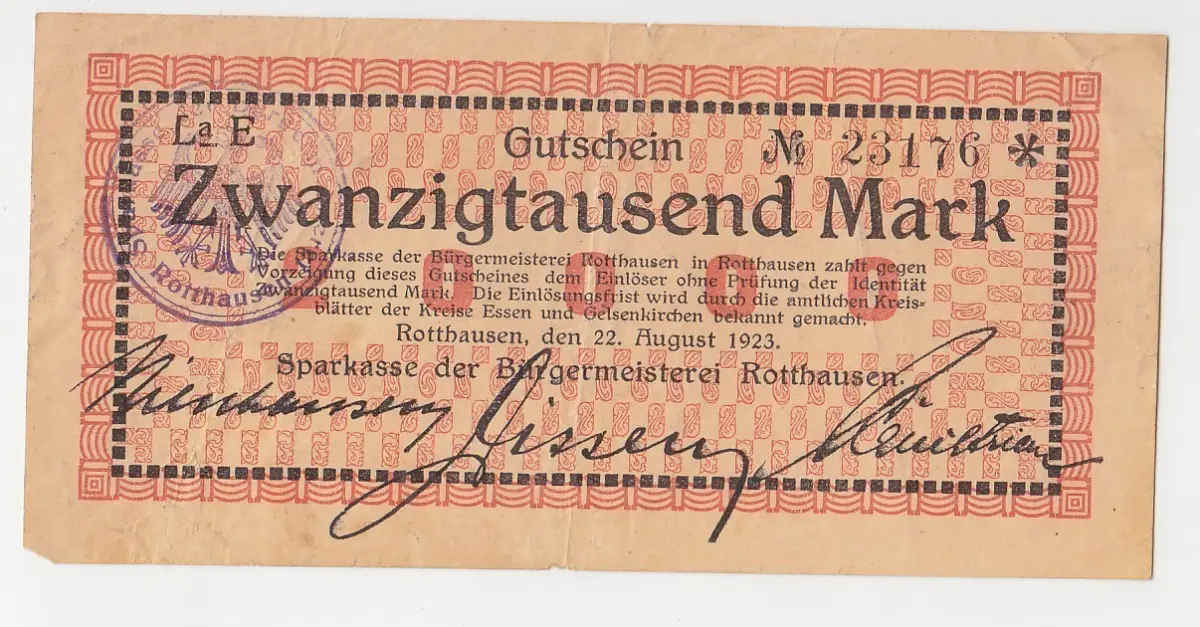 La E
Gutschein № 23176 *
Zwanzigtausend Mark
Die Sparkasse der Bürgermeisterei Rotthausen in Rotthausen zahlt gegen
Vorzeigung dieses Gutscheines dem Einlöser ohne Prüfung der Identität
Zwanzigtausend Mark. Die Einlösungsfrist wird durch die amtlichen Kreis-
blätter der Kreise Essen und Gelsenkirchen bekannt gemacht.
Rotthausen, den 22. August 1923.
Sparkasse der Bürgermeisterei Rotthausen.
Rotthausen